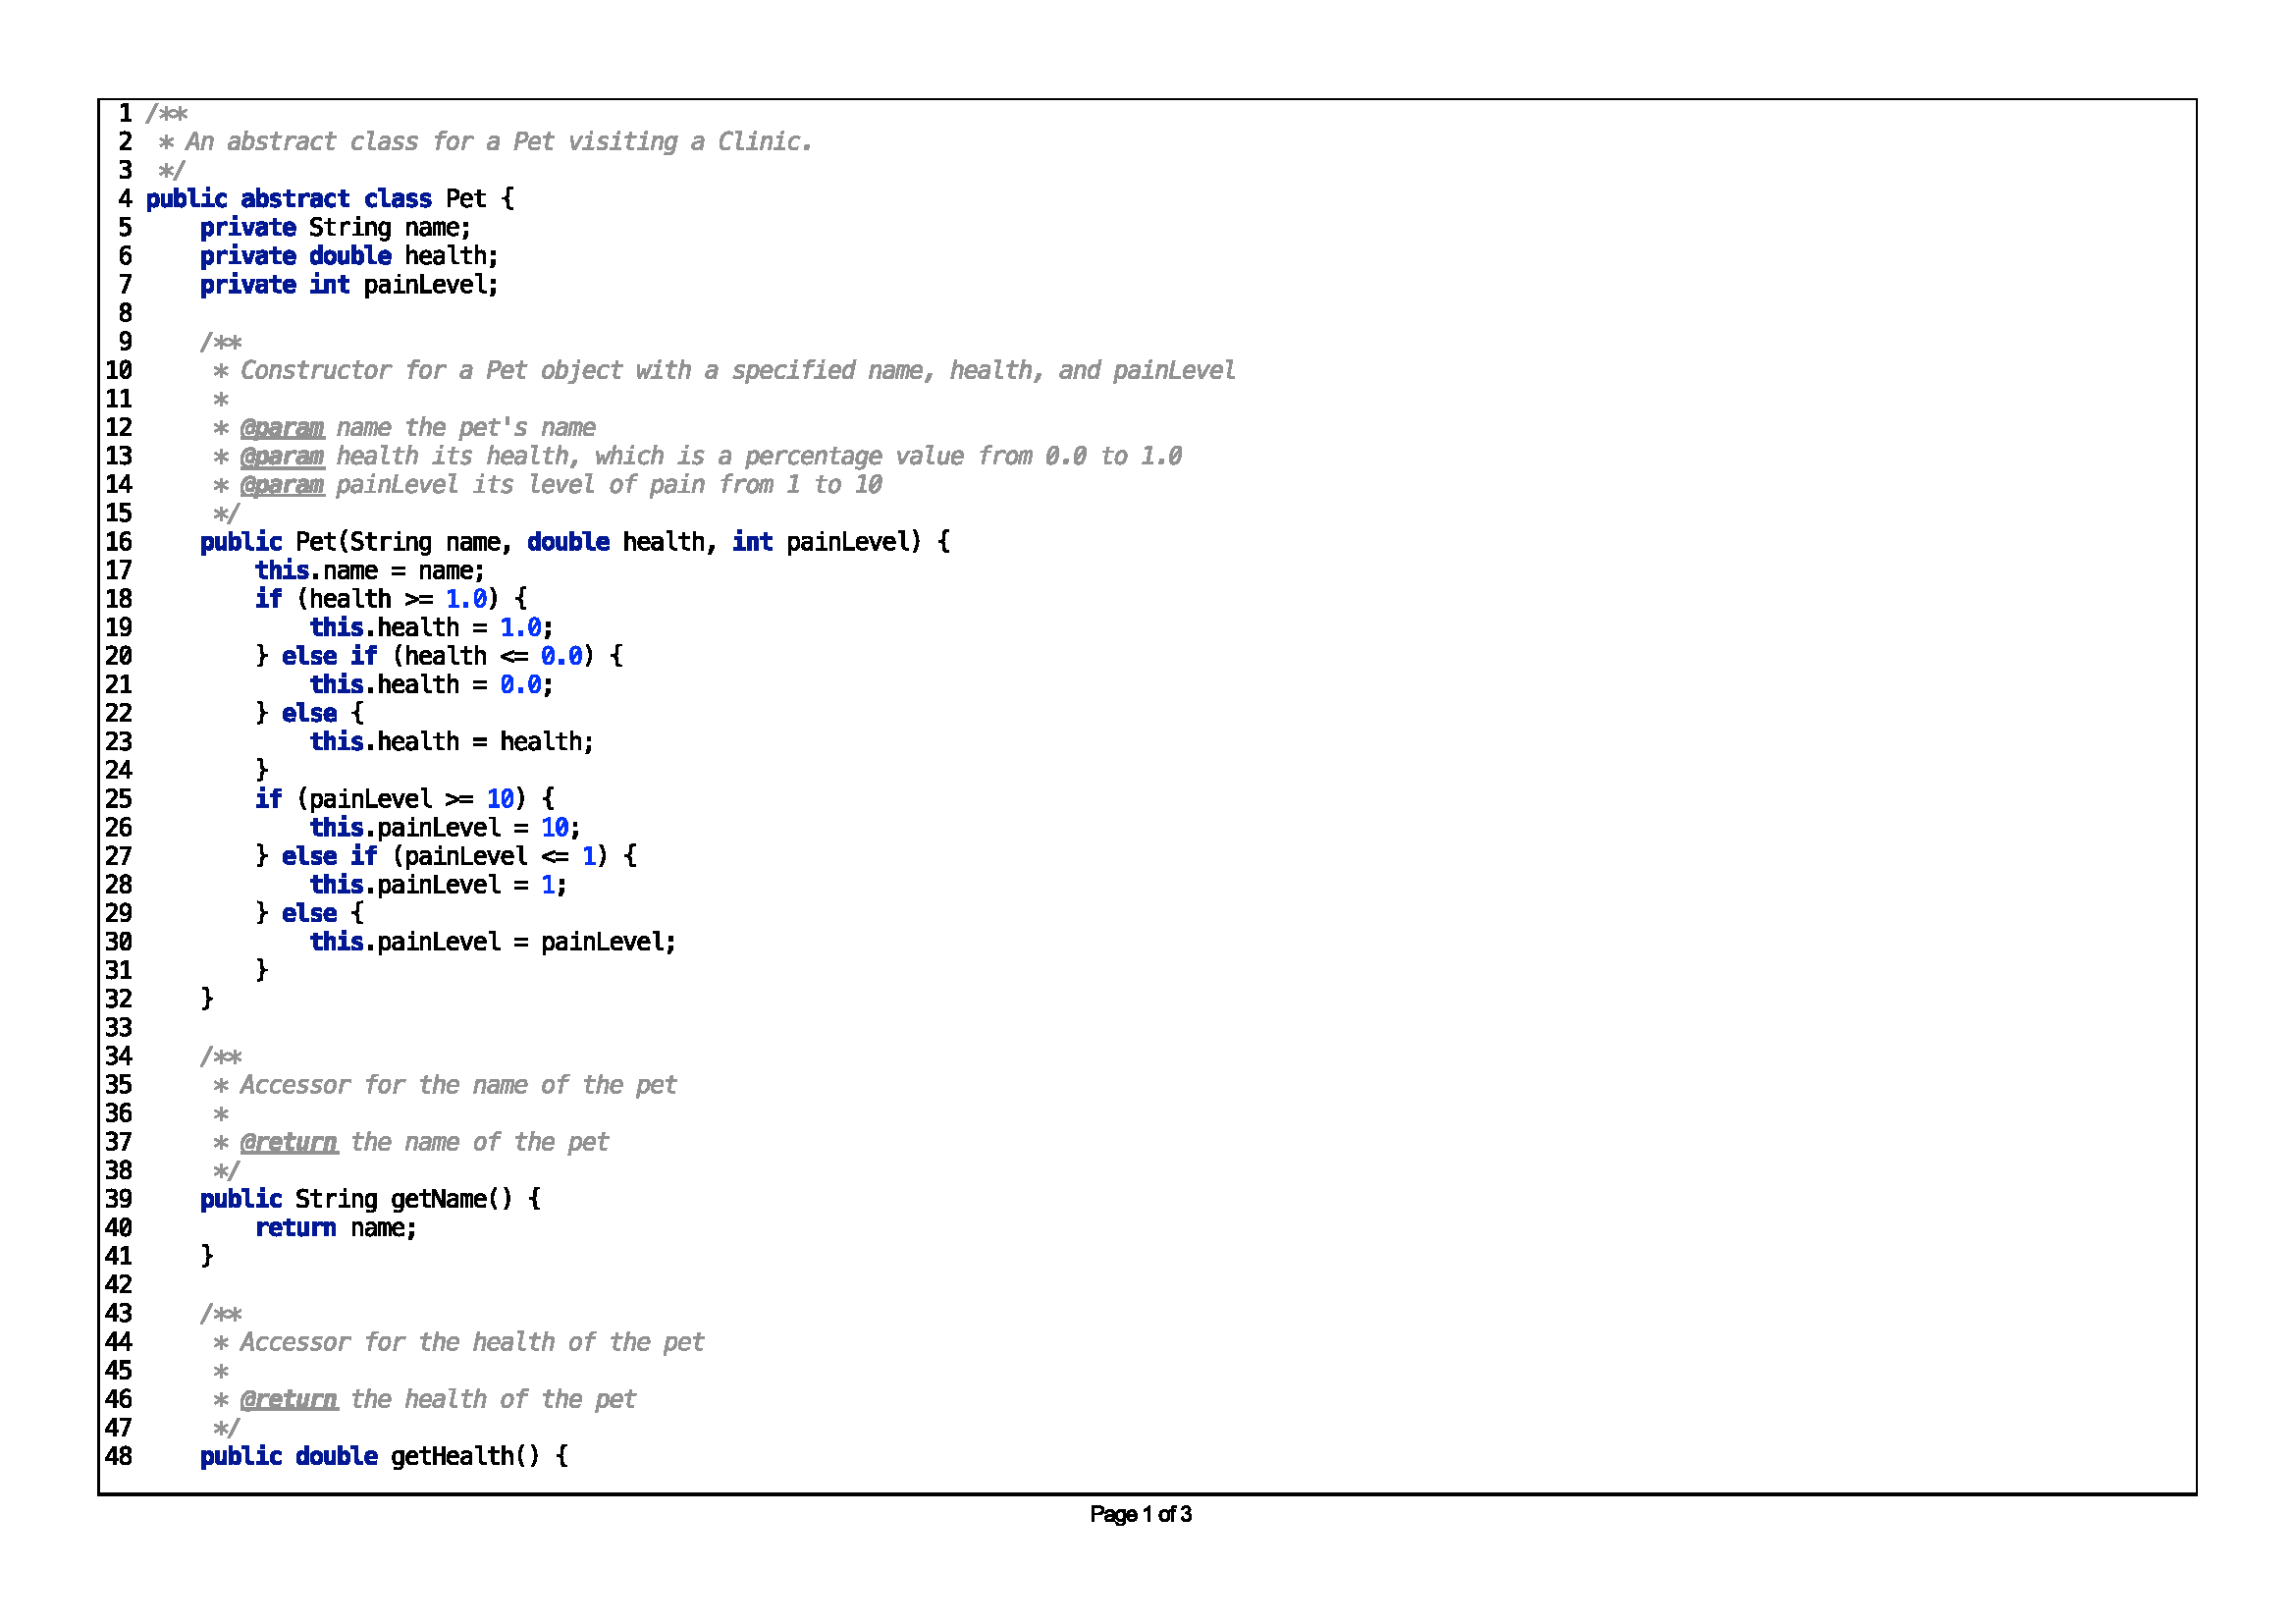 1 /**
2  * An abstract class for a Pet visiting a Clinic.
3  */
4 public abstract class Pet {
5     private String name;
6     private double health;
7     private int painLevel;
8
9     /**
10      * Constructor for a Pet object with a specified name, health, and painLevel
11      *
12      * @param name the pet's name
13      * @param health its health, which is a percentage value from 0.0 to 1.0
14      * @param painLevel its level of pain from 1 to 10
15      */
16     public Pet(String name, double health, int painLevel) {
17         this.name = name;
18         if (health >= 1.0) {
19             this.health = 1.0;
20         } else if (health <= 0.0) {
21             this.health = 0.0;
22         } else {
23             this.health = health;
24         }
25         if (painLevel >= 10) {
26             this.painLevel = 10;
27         } else if (painLevel <= 1) {
28             this.painLevel = 1;
29         } else {
30             this.painLevel = painLevel;
31         }
32     }
33
34     /**
35      * Accessor for the name of the pet
36      *
37      * @return the name of the pet
38      */
39     public String getName() {
40         return name;
41     }
42
43     /**
44      * Accessor for the health of the pet
45      *
46      * @return the health of the pet
47      */
48     public double getHealth() {
Page 1 of 3